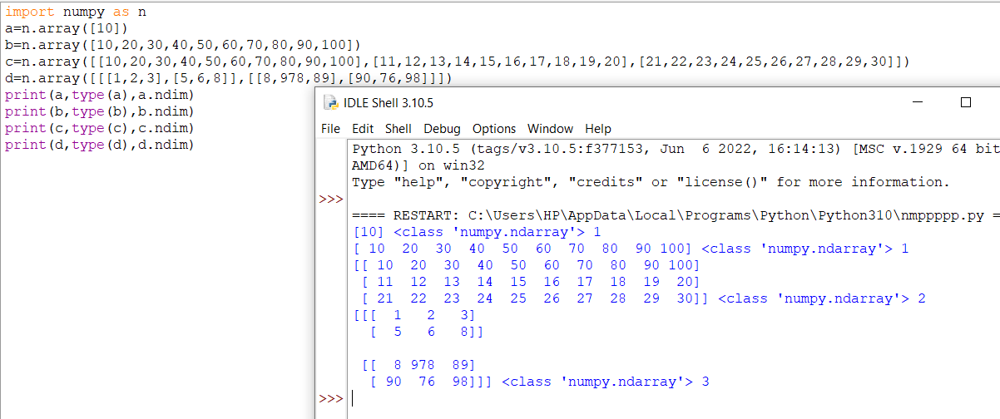 import numpy as n
a=n.array([10])
b=n.array([10,20,30,40,50,60,70,80,90,100])
c=n.array([[10,20,30,40,50,60,70,80,90,100],[11,12,13,14,15,16,17,18,19,20],[21,22,23,24,25,26,27,28,29,30]])
d=n.array([[[1,2,3],[5,6,8]],[[8,978,89],[90,76,98]]])
print(a,type(a),a.ndim)
print(b,type(b),b.ndim)
print(c,type(c),c.ndim)
print(d,type(d),d.ndim)
IDLE Shell 3.10.5
File Edit Shell Debug Options Window Help
Python 3.10.5 (tags/v3.10.5:f377153, Jun  6 2022, 16:14:13) [MSC v.1929 64 bit
AMD64)] on win32
Type "help", "copyright", "credits" or "license()" for more information.
>>>
==== RESTART: C:\Users\HP\AppData\Local\Programs\Python\Python310\nmppppp.py =
[10] <class 'numpy.ndarray'> 1
[ 10  20  30  40  50  60  70  80  90 100] <class 'numpy.ndarray'> 1
[[ 10  20  30  40  50  60  70  80  90 100]
 [ 11  12  13  14  15  16  17  18  19  20]
 [ 21  22  23  24  25  26  27  28  29  30]] <class 'numpy.ndarray'> 2
[[[  1   2   3]
  [  5   6   8]]
 [[  8 978  89]
  [ 90  76  98]]] <class 'numpy.ndarray'> 3
>>>